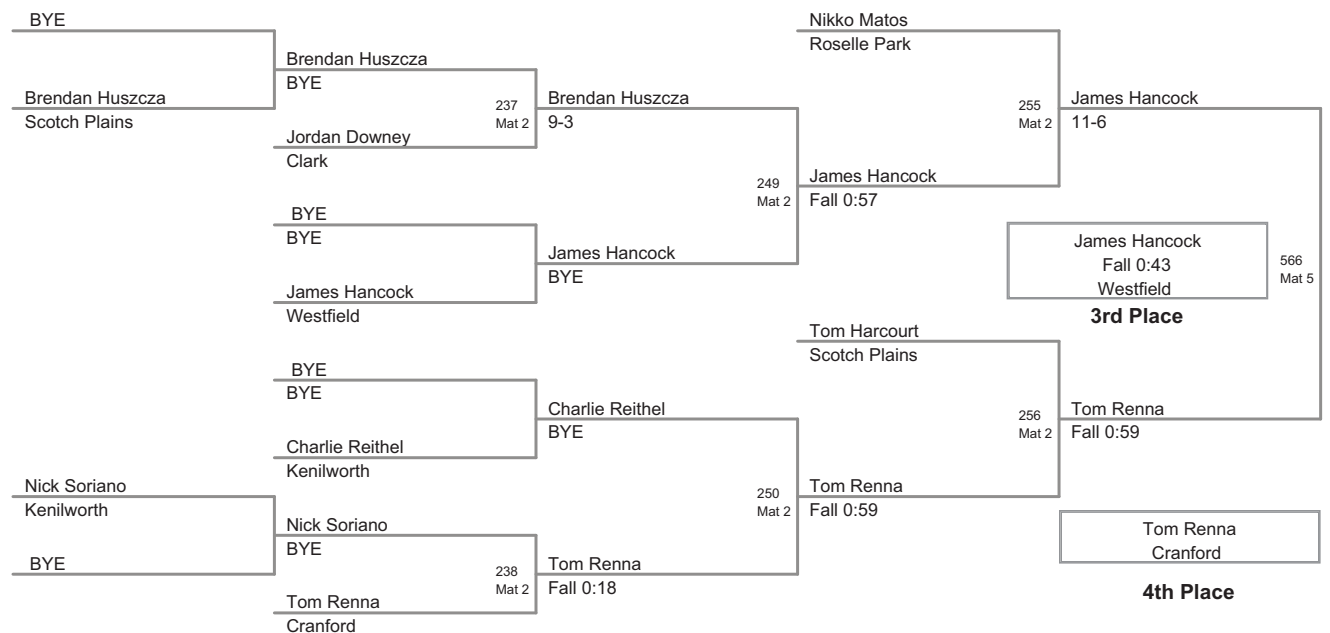 BYE
Nikko Matos
Roselle Park
Brendan Huszcza
BYE
Brendan Huszcza
Scotch Plains
237
Mat 2
Brendan Huszcza
9-3
255
Mat 2
James Hancock
11-6
Jordan Downey
Clark
249
Mat 2
James Hancock
Fall 0:57
BYE
BYE
James Hancock
BYE
James Hancock
Fall 0:43
Westfield
3rd Place
566
Mat 5
James Hancock
Westfield
Tom Harcourt
Scotch Plains
BYE
BYE
Charlie Reithel
BYE
256
Mat 2
Tom Renna
Fall 0:59
Charlie Reithel
Kenilworth
Nick Soriano
Kenilworth
250
Mat 2
Tom Renna
Fall 0:59
Nick Soriano
BYE
Tom Renna
Cranford
4th Place
BYE
238
Mat 2
Tom Renna
Fall 0:18
Tom Renna
Cranford